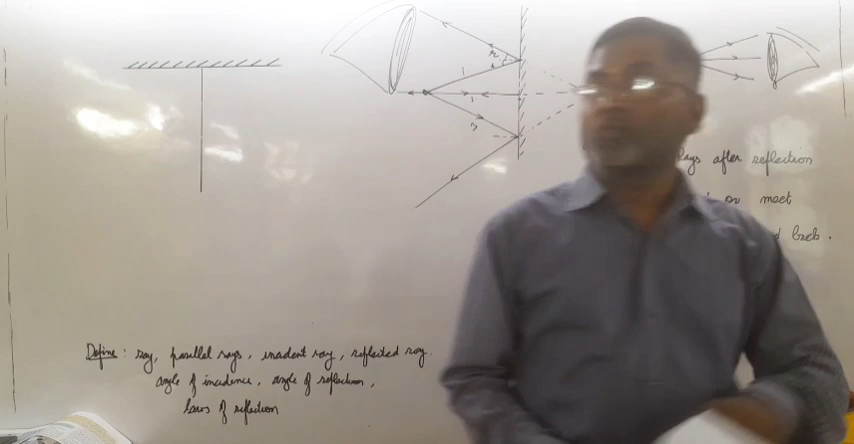 Rays after reflection
or meet
back.
Define : ray, parallel rays, incident ray, reflected ray.
angle of incidence, angle of reflection,
laws of reflection